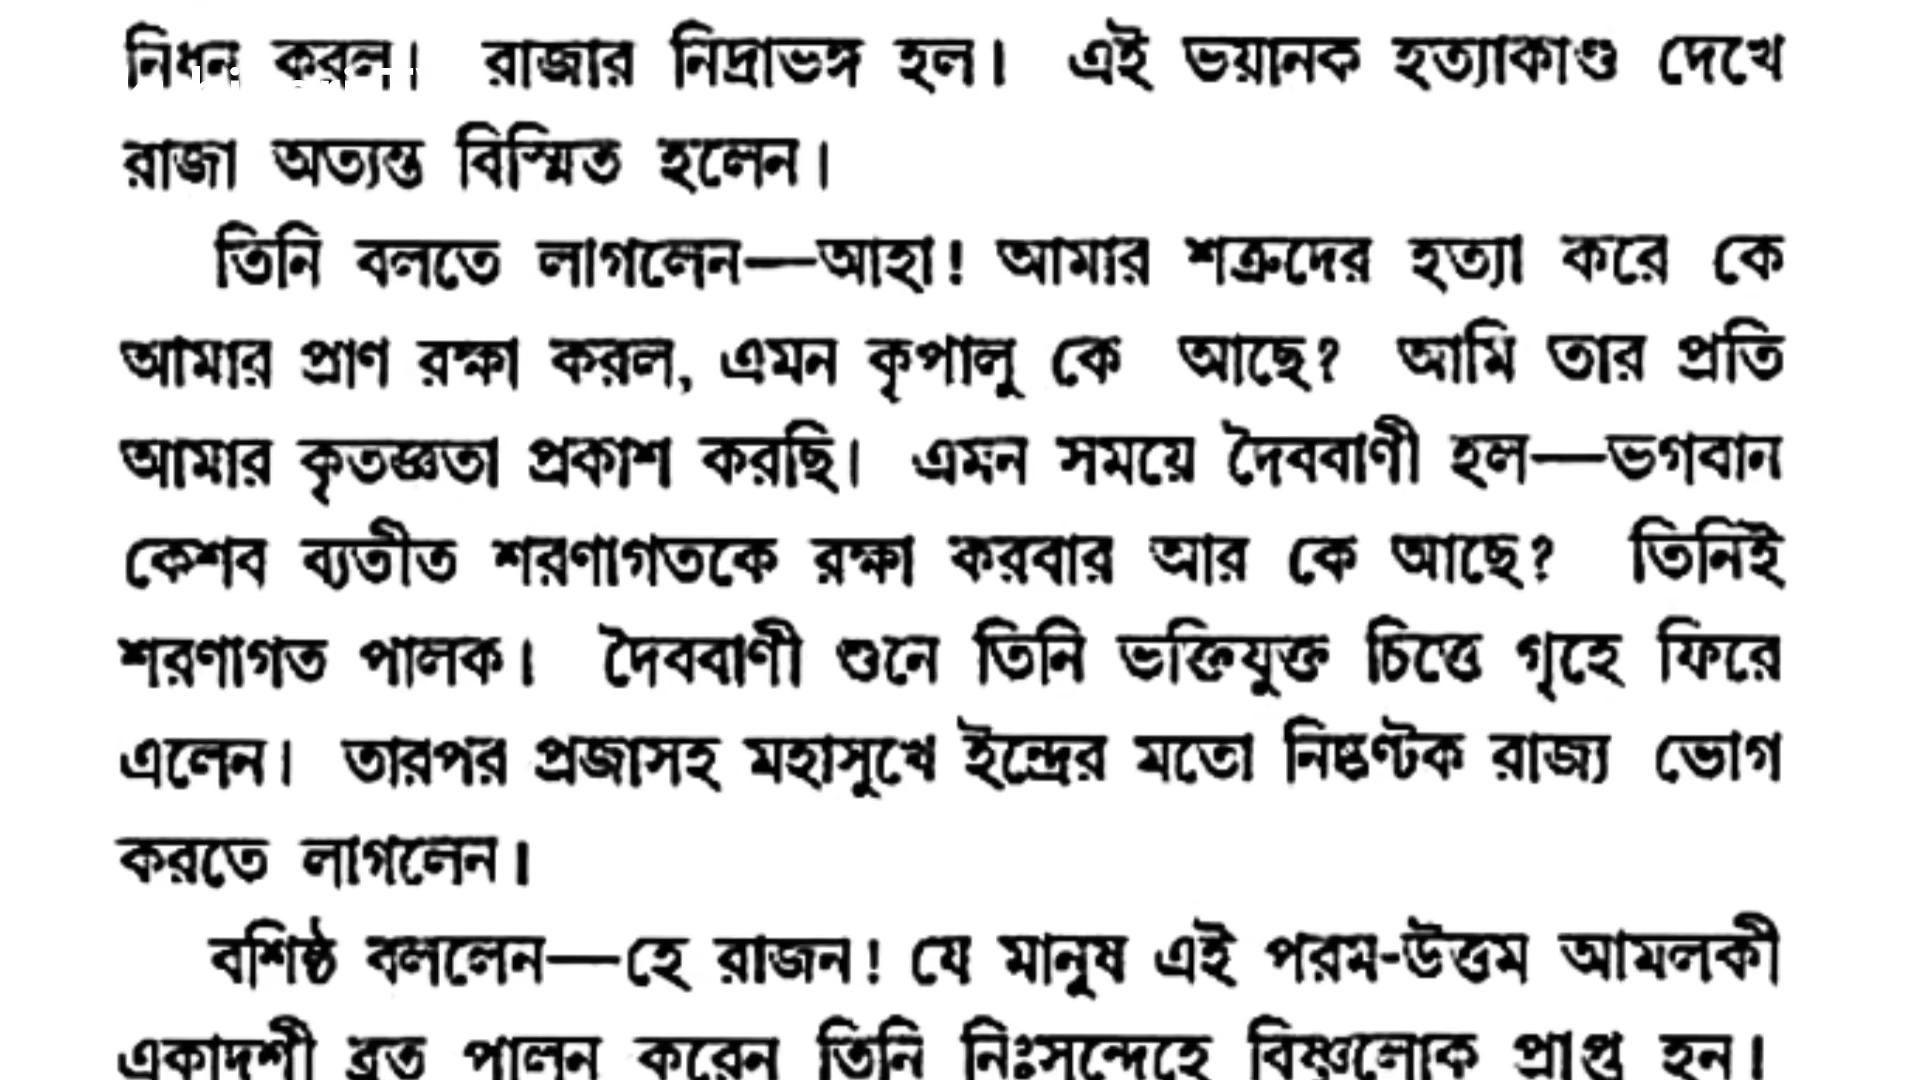 নিধন করল। রাজার নিদ্রাভঙ্গ হল। এই ভয়ানক হত্যাকাণ্ড দেখে
রাজা অত্যন্ত বিস্মিত হলেন।
তিনি বলতে লাগলেন—আহা! আমার শত্রুদের হত্যা করে কে
আমার প্রাণ রক্ষা করল, এমন কৃপালু কে আছে? আমি তার প্রতি
আমার কৃতজ্ঞতা প্রকাশ করছি। এমন সময়ে দৈববাণী হল—ভগবান
কেশব ব্যতীত শরণাগতকে রক্ষা করবার আর কে আছে? তিনিই
শরণাগত পালক। দৈববাণী শুনে তিনি ভক্তিযুক্ত চিত্তে গৃহে ফিরে
এলেন। তারপর প্রজাসহ মহাসুখে ইন্দ্রের মতো নিষ্কণ্টক রাজ্য ভোগ
করতে লাগলেন।
বশিষ্ঠ বললেন—হে রাজন! যে মানুষ এই পরম-উত্তম আমলকী
একাদশী ব্রত পালন করেন তিনি নিঃসন্দেহে বিষ্ণুলোক প্রাপ্ত হন।